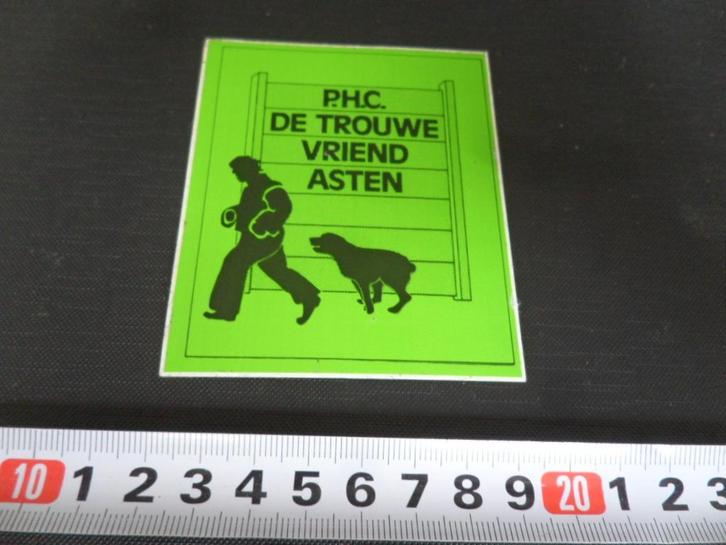 P.H.C.
DE TROUWE
VRIEND
ASTEN
10 1 2 3 4 5 6 7 8 9 20 1 2 3